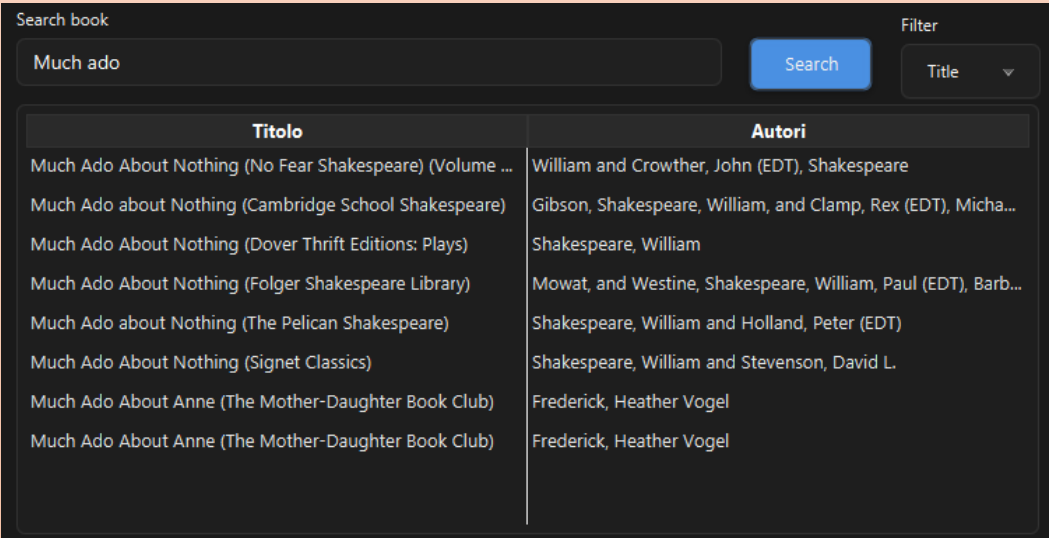 Search book
Filter
Much ado
Search
Title
Titolo Autori
Much Ado About Nothing (No Fear Shakespeare) (Volume ... William and Crowther, John (EDT), Shakespeare
Much Ado about Nothing (Cambridge School Shakespeare) Gibson, Shakespeare, William, and Clamp, Rex (EDT), Micha...
Much Ado About Nothing (Dover Thrift Editions: Plays) Shakespeare, William
Much Ado About Nothing (Folger Shakespeare Library) Mowat, and Westine, Shakespeare, William, Paul (EDT), Barb...
Much Ado about Nothing (The Pelican Shakespeare) Shakespeare, William and Holland, Peter (EDT)
Much Ado About Nothing (Signet Classics) Shakespeare, William and Stevenson, David L.
Much Ado About Anne (The Mother-Daughter Book Club) Frederick, Heather Vogel
Much Ado About Anne (The Mother-Daughter Book Club) Frederick, Heather Vogel